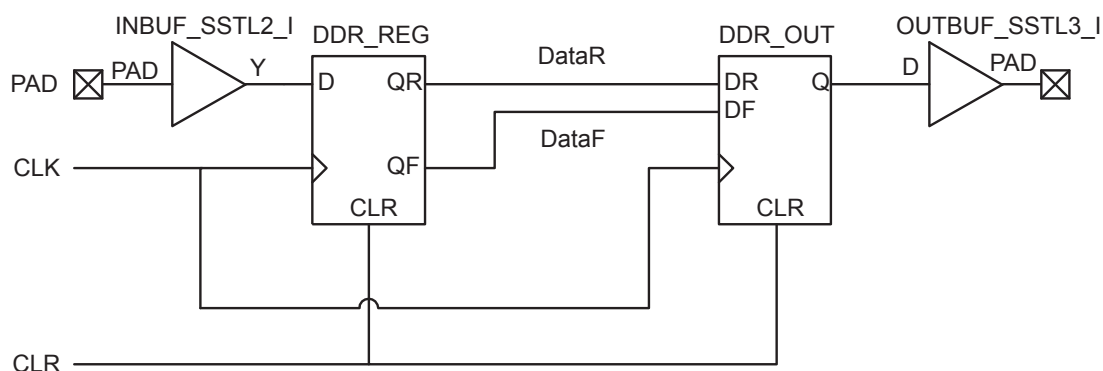 INBUF_SSTL2_I
DDR_REG
DDR_OUT
OUTBUF_SSTL3_I
PAD
PAD
Y
D
QR
DataR
DR
Q
D
PAD
DF
DataF
CLK
QF
CLR
CLR
CLR